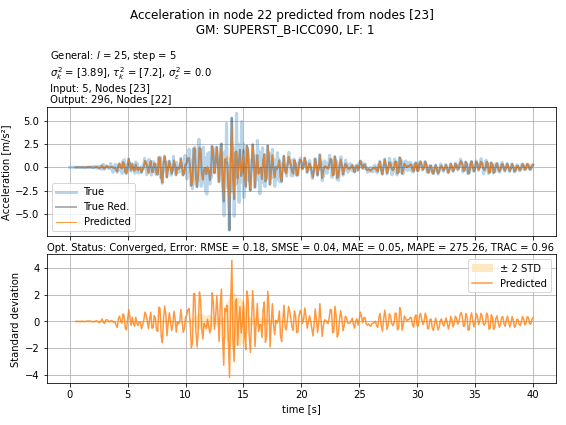 Acceleration in node 22 predicted from nodes [23]
GM: SUPERST_B-ICC090, LF: 1
General: l = 25, step = 5
σ²ₖ = [3.89], τ²ₖ = [7.2], σ²ε = 0.0
Input: 5, Nodes [23]
Output: 296, Nodes [22]
Acceleration [m/s²]
5.0
2.5
0.0
−2.5
−5.0
True
True Red.
Predicted
Opt. Status: Converged, Error: RMSE = 0.18, SMSE = 0.04, MAE = 0.05, MAPE = 275.26, TRAC = 0.96
Standard deviation
4
2
0
−2
−4
± 2 STD
Predicted
0 5 10 15 20 25 30 35 40
time [s]